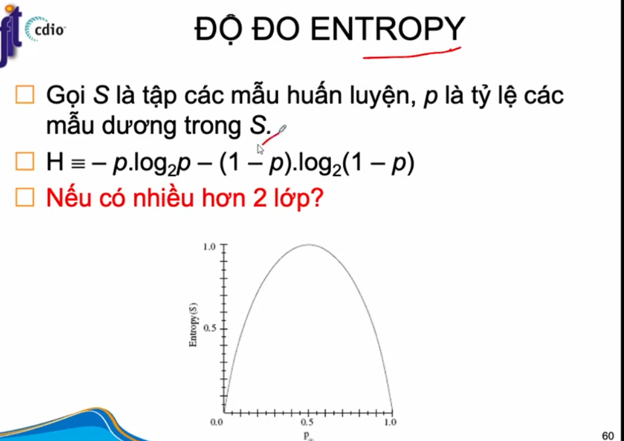 fit
cdio
ĐỘ ĐO ENTROPY
Gọi S là tập các mẫu huấn luyện, p là tỷ lệ các
mẫu dương trong S.
H ≡ – p.log₂p – (1 – p).log₂(1 – p)
Nếu có nhiều hơn 2 lớp?
1.0
Entropy(S)
0.5
0.0
0.5
1.0
60